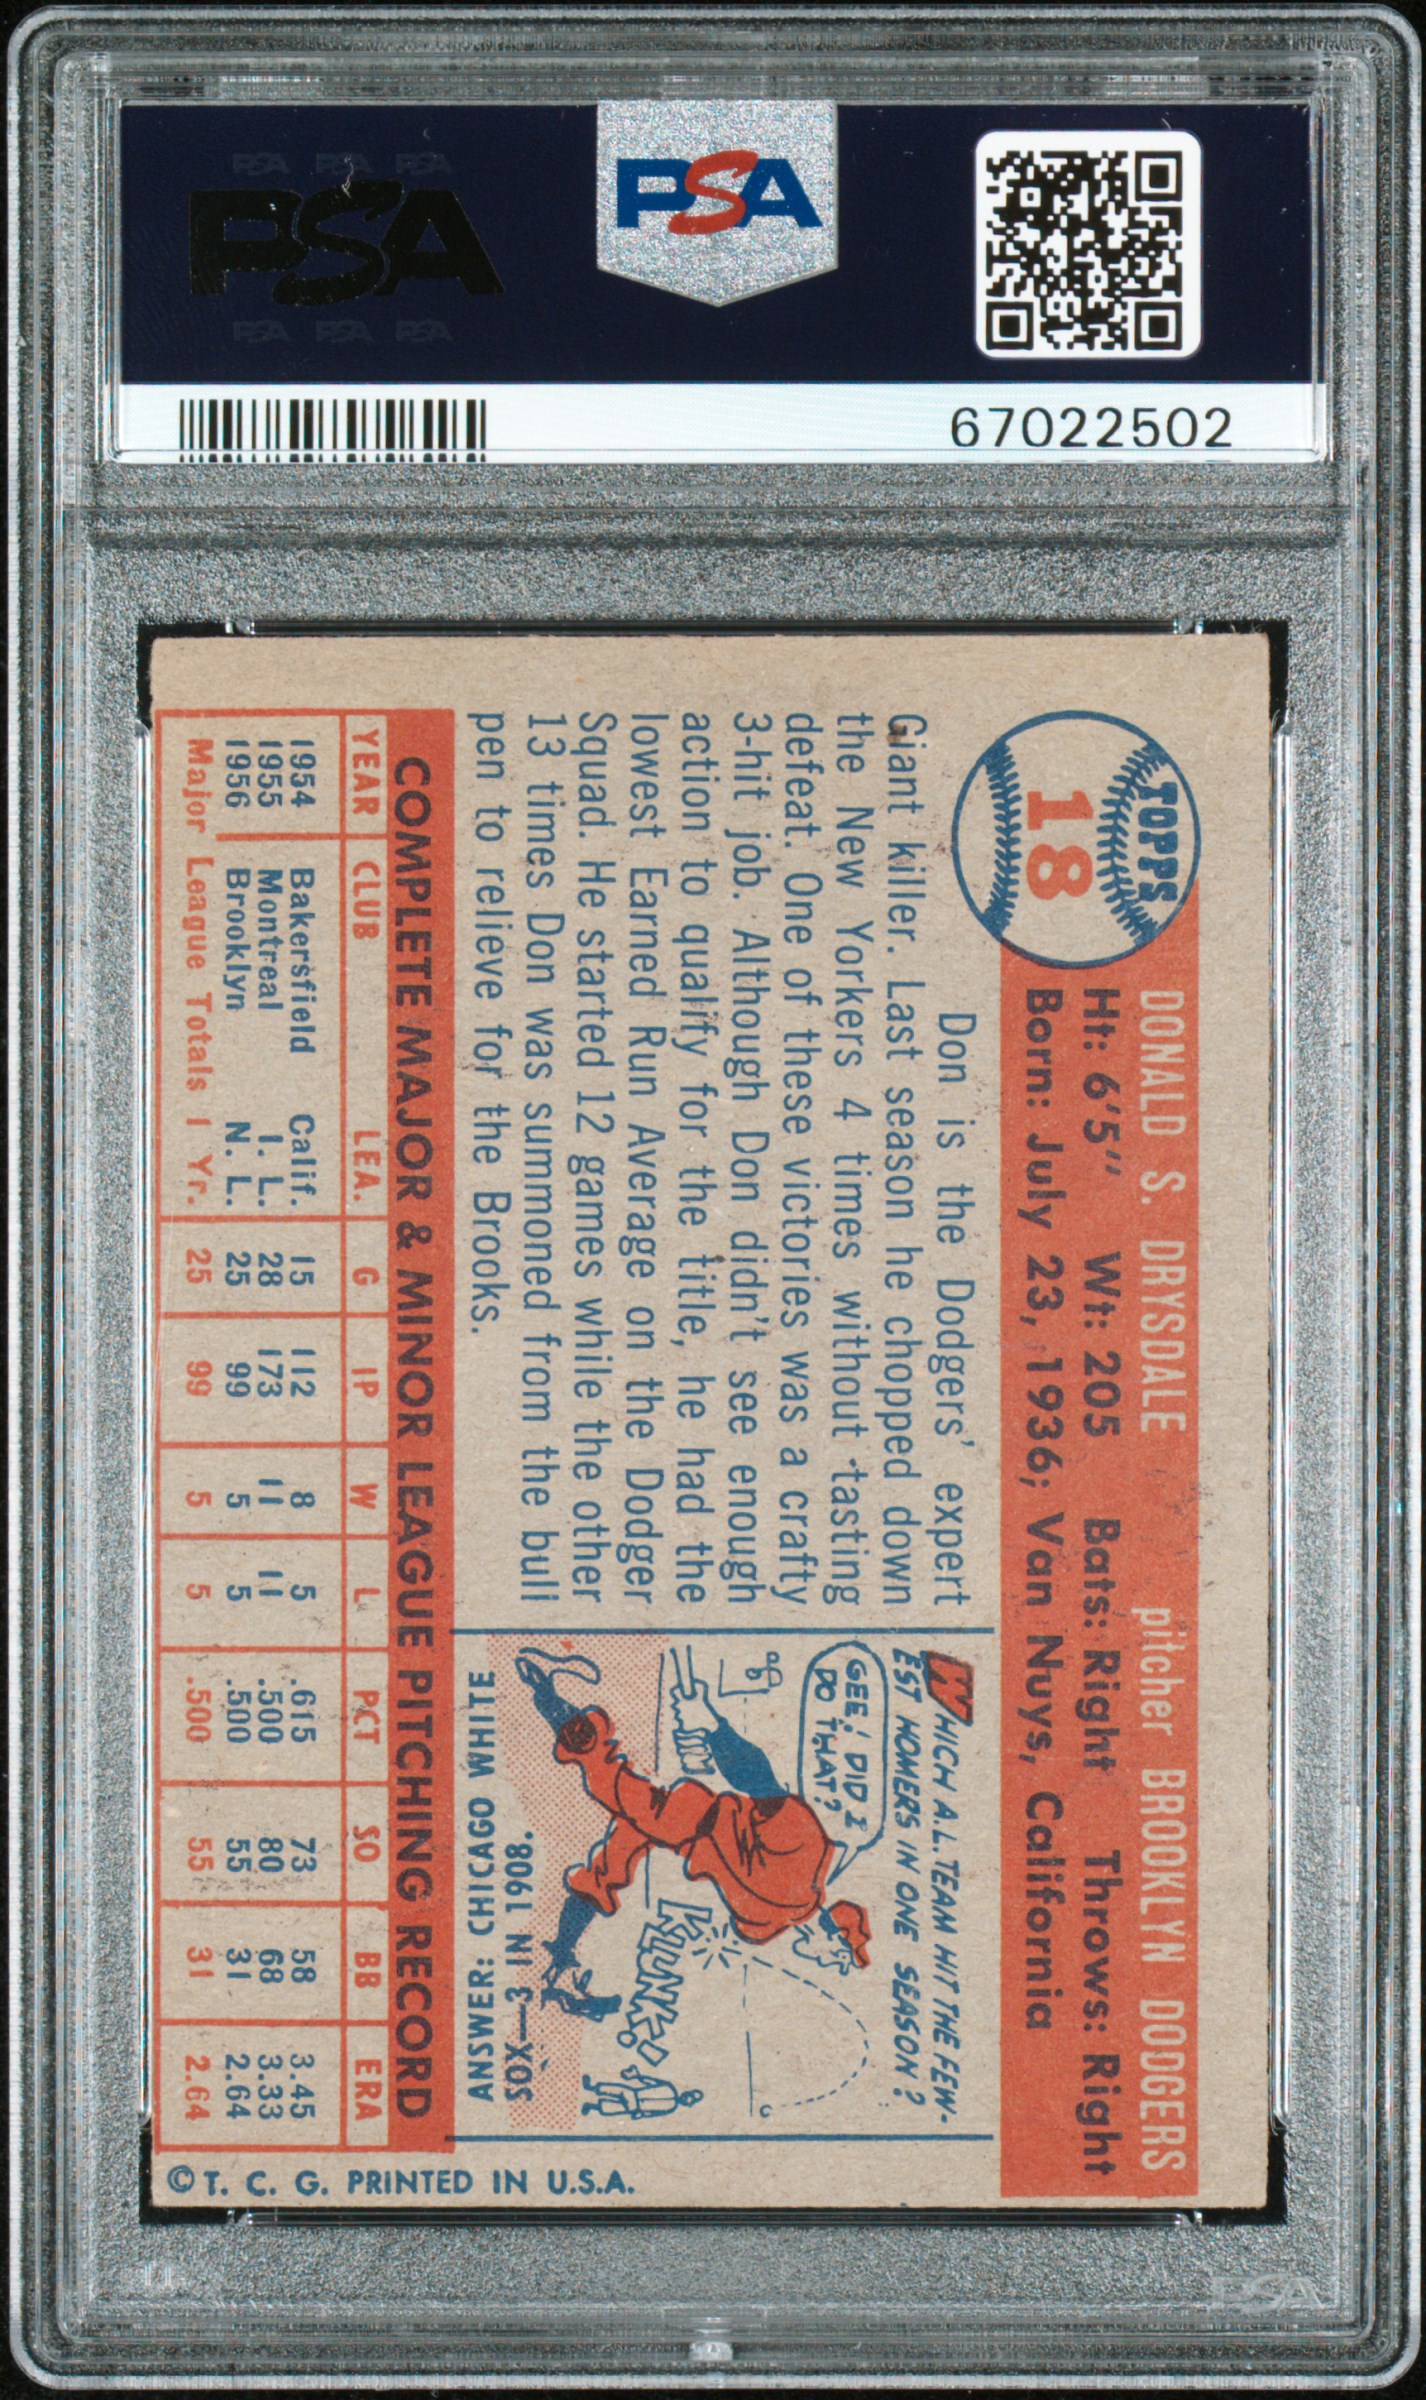 PSA PSA PSA
PSA
PSA PSA PSA
PSA
67022502
TOPPS
18
DONALD S. DRYSDALE pitcher BROOKLYN DODGERS
Ht: 6'5" Wt: 205 Bats: Right Throws: Right
Born: July 23, 1936; Van Nuys, California
Don is the Dodgers' expert
Giant killer. Last season he chopped down
the New Yorkers 4 times without tasting
defeat. One of these victories was a crafty
3-hit job. Although Don didn't see enough
action to qualify for the title, he had the
lowest Earned Run Average on the Dodger
Squad. He started 12 games while the other
13 times Don was summoned from the bull
pen to relieve for the Brooks.
WHICH A.L. TEAM HIT THE FEW-
EST HOMERS IN ONE SEASON?
GEE! DID I
DO THAT?
KLUNK!
ANSWER: CHICAGO WHITE
SOX—3 IN 1908.
COMPLETE MAJOR & MINOR LEAGUE PITCHING RECORD
YEAR CLUB LEA. G IP W L PCT SO BB ERA
1954 Bakersfield Calif. 15 112 8 5 .615 73 58 3.45
1955 Montreal I. L. 28 173 11 11 .500 80 68 3.33
1956 Brooklyn N. L. 25 99 5 5 .500 55 31 2.64
Major League Totals 1 Yr. 25 99 5 5 .500 55 31 2.64
© T. C. G. PRINTED IN U.S.A.
PSA